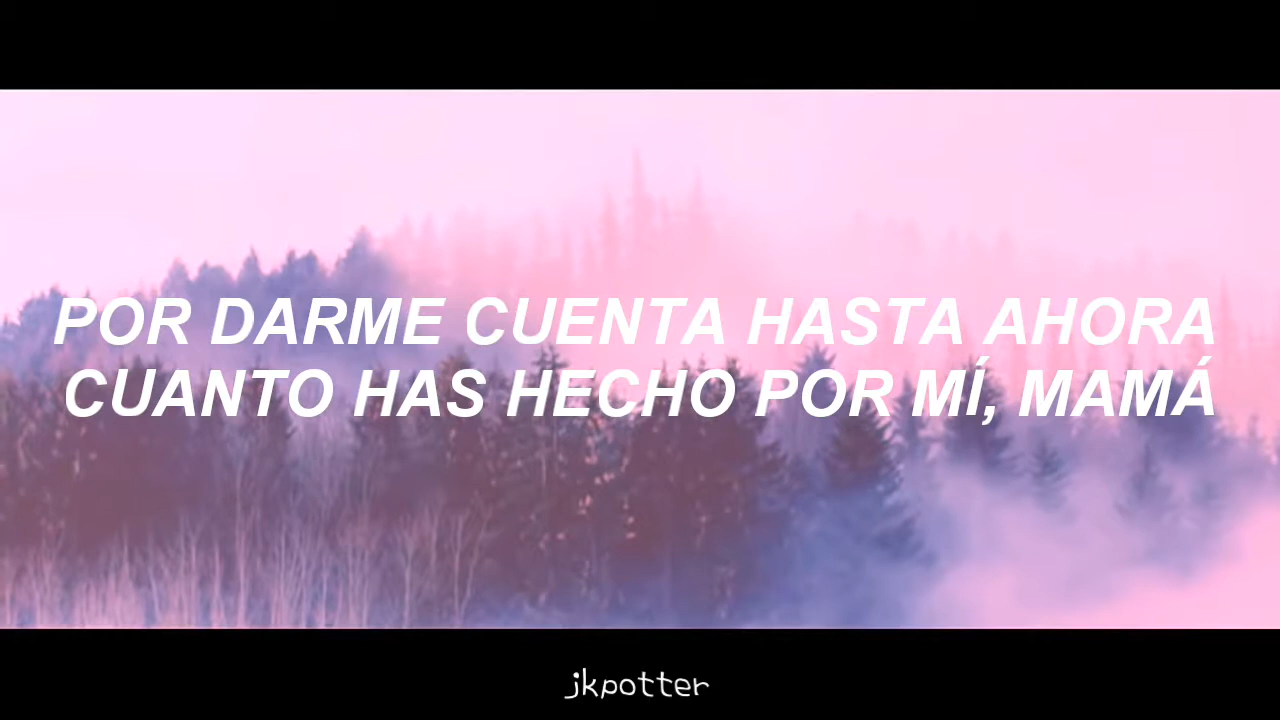 POR DARME CUENTA HASTA AHORA
CUANTO HAS HECHO POR MÍ, MAMÁ
jkpotter